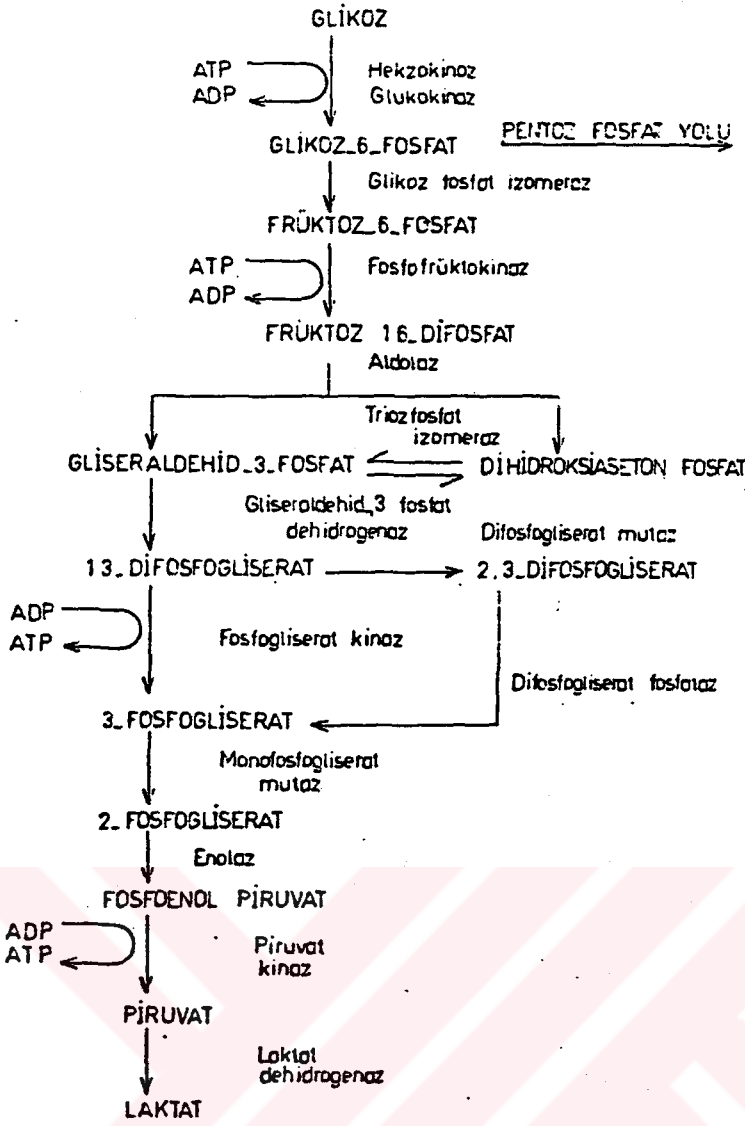 GLİKOZ
ATP
ADP
Hekzokinaz
Glukokinaz
GLİKOZ_6_FOSFAT
PENTOZ FOSFAT YOLU
Glikoz fosfat izomeraz
FRÜKTOZ_6_FOSFAT
ATP
ADP
Fosfofrüktokinaz
FRÜKTOZ 1 6_DİFOSFAT
Aldolaz
Triozfosfat
izomeraz
GLİSERALDEHİD_3_FOSFAT
DİHİDROKSİASETON FOSFAT
Gliseraldehid_3 fosfat
dehidrogenaz
Difosfogliserat mutaz
1 3_DİFOSFOGLİSERAT
2,3_DİFOSFOGLİSERAT
ADP
ATP
Fosfogliserat kinaz
Difosfogliserat fosfataz
3_FOSFOGLİSERAT
Monofosfogliserat
mutaz
2_FOSFOGLİSERAT
Enolaz
FOSFOENOL PİRUVAT
ADP
ATP
Piruvat
kinaz
PİRUVAT
Laktat
dehidrogenaz
LAKTAT